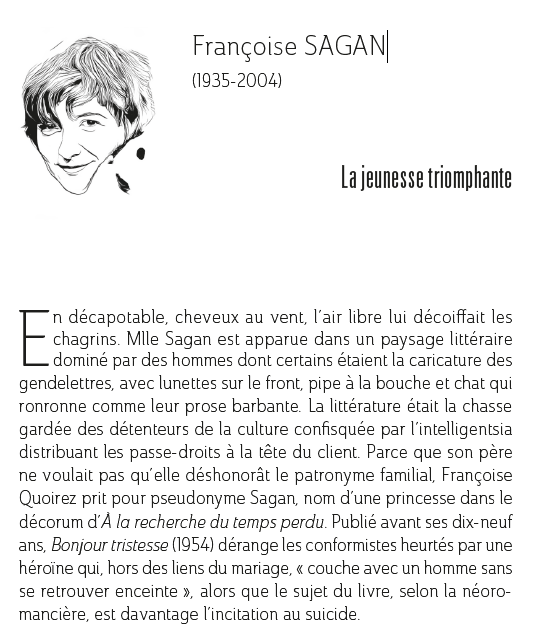 Françoise SAGAN
(1935-2004)
La jeunesse triomphante
En décapotable, cheveux au vent, l'air libre lui décoiffait les
chagrins. Mlle Sagan est apparue dans un paysage littéraire
dominé par des hommes dont certains étaient la caricature des
gendelettres, avec lunettes sur le front, pipe à la bouche et chat qui
ronronne comme leur prose barbante. La littérature était la chasse
gardée des détenteurs de la culture confisquée par l'intelligentsia
distribuant les passe-droits à la tête du client. Parce que son père
ne voulait pas qu'elle déshonorât le patronyme familial, Françoise
Quoirez prit pour pseudonyme Sagan, nom d'une princesse dans le
décorum d'À la recherche du temps perdu. Publié avant ses dix-neuf
ans, Bonjour tristesse (1954) dérange les conformistes heurtés par une
héroïne qui, hors des liens du mariage, « couche avec un homme sans
se retrouver enceinte », alors que le sujet du livre, selon la néoro-
mancière, est davantage l'incitation au suicide.